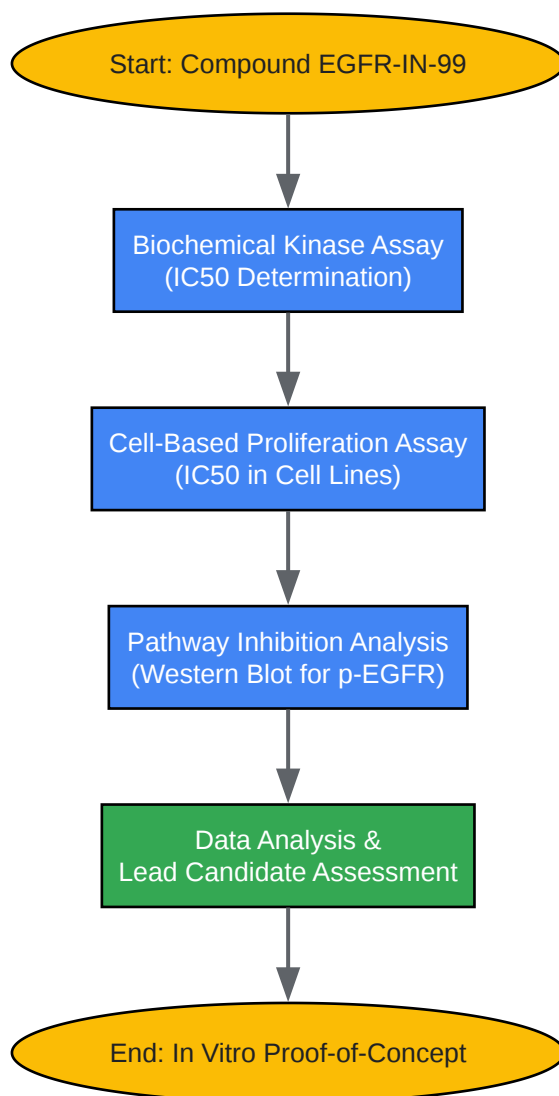 Start: Compound EGFR-IN-99
Biochemical Kinase Assay
(IC50 Determination)
Cell-Based Proliferation Assay
(IC50 in Cell Lines)
Pathway Inhibition Analysis
(Western Blot for p-EGFR)
Data Analysis &
Lead Candidate Assessment
End: In Vitro Proof-of-Concept